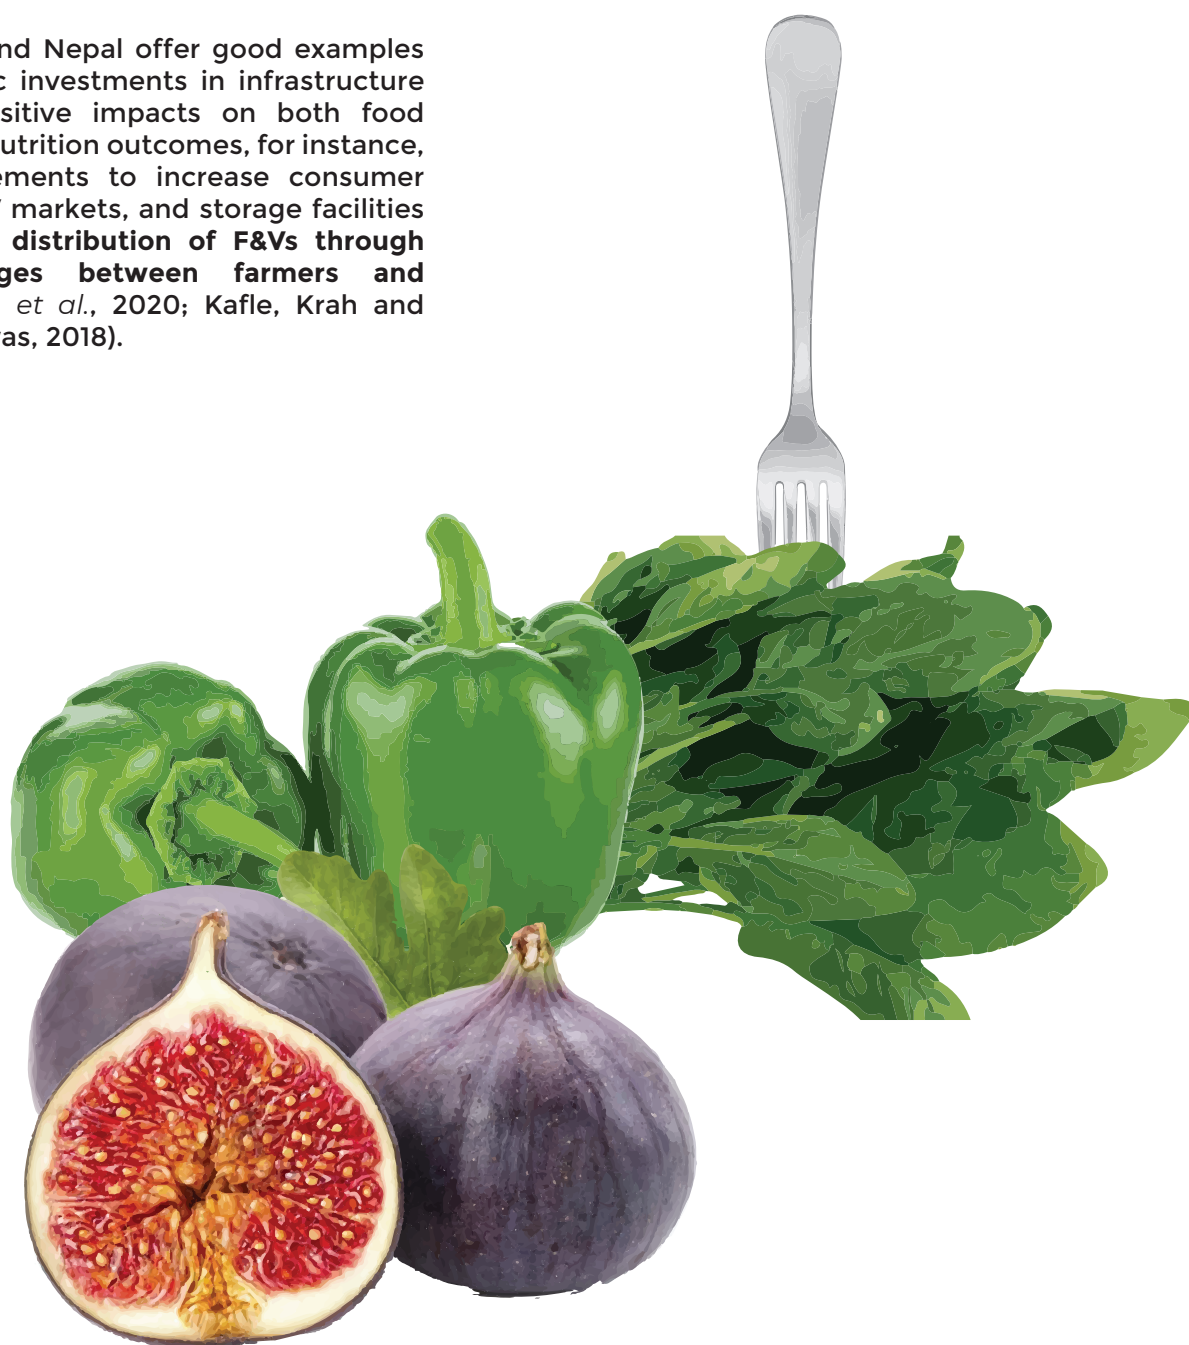 nd Nepal offer good examples
c investments in infrastructure
sitive impacts on both food
utrition outcomes, for instance,
ements to increase consumer
markets, and storage facilities
distribution of F&Vs through
ges between farmers and
et al., 2020; Kafle, Krah and
as, 2018).